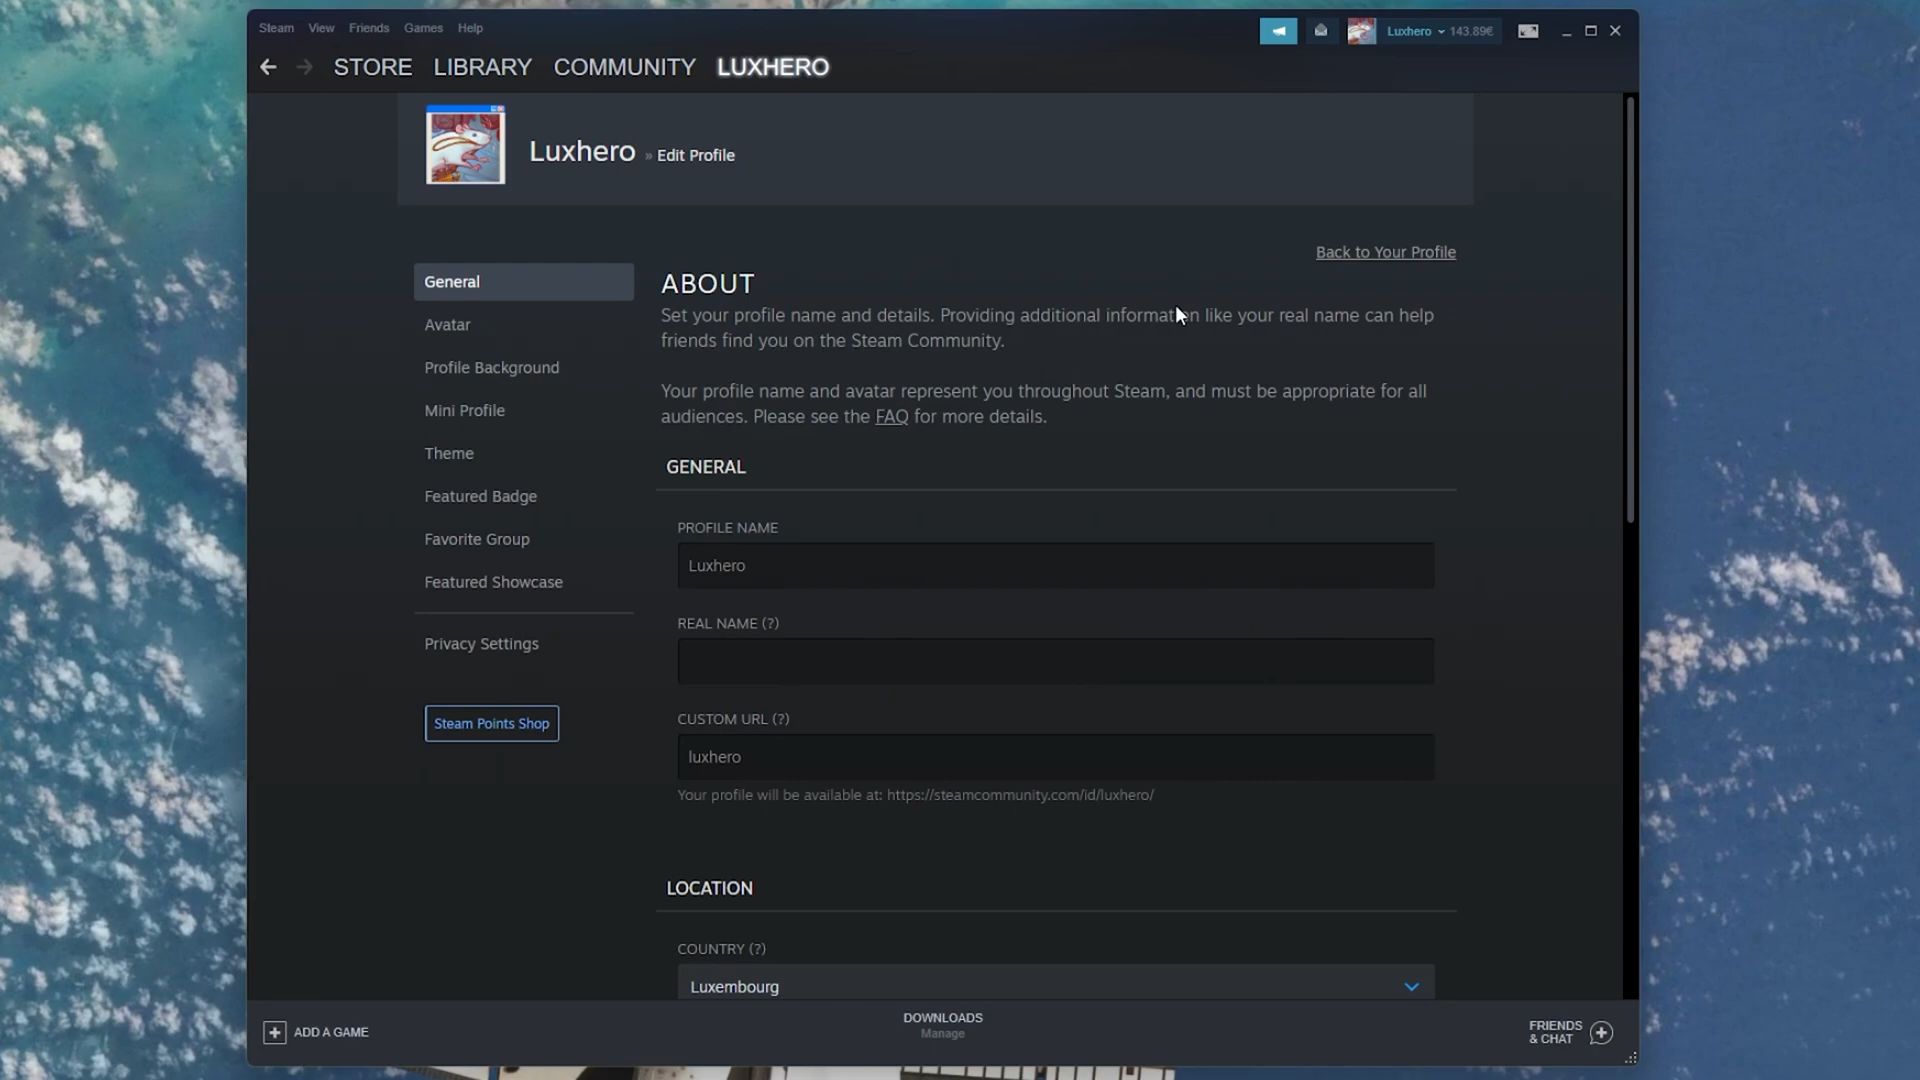 Steam View Friends Games Help
Luxhero 143.89€
STORE LIBRARY COMMUNITY LUXHERO
Luxhero » Edit Profile
Back to Your Profile
General
Avatar
Profile Background
Mini Profile
Theme
Featured Badge
Favorite Group
Featured Showcase
Privacy Settings
Steam Points Shop
ABOUT
Set your profile name and details. Providing additional information like your real name can help
friends find you on the Steam Community.
Your profile name and avatar represent you throughout Steam, and must be appropriate for all
audiences. Please see the FAQ for more details.
GENERAL
PROFILE NAME
Luxhero
REAL NAME (?)
CUSTOM URL (?)
luxhero
Your profile will be available at: https://steamcommunity.com/id/luxhero/
LOCATION
COUNTRY (?)
Luxembourg
ADD A GAME
DOWNLOADS
Manage
FRIENDS
& CHAT